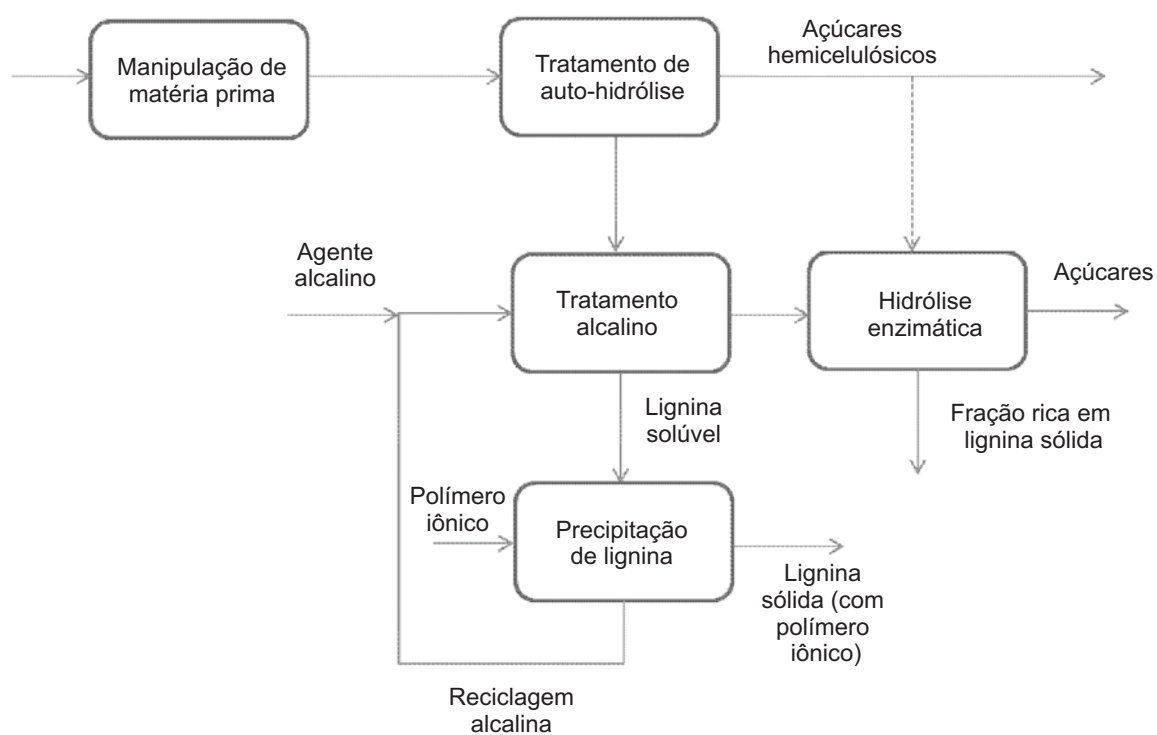 Manipulação de
matéria prima
Tratamento de
auto-hidrólise
Açúcares
hemicelulósicos
Agente
alcalino
Tratamento
alcalino
Hidrólise
enzimática
Açúcares
Lignina
solúvel
Fração rica em
lignina sólida
Polímero
iônico
Precipitação
de lignina
Lignina
sólida (com
polímero
iônico)
Reciclagem
alcalina